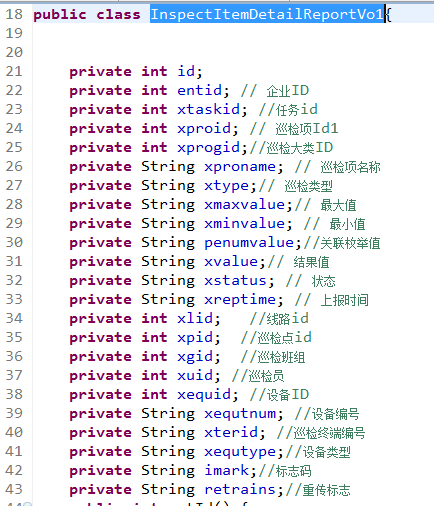 18 public class InspectItemDetailReportVo1{
19
20
21 private int id;
22 private int entid; // 企业ID
23 private int xtaskid; //任务id
24 private int xproid; // 巡检项Id1
25 private int xprogid;//巡检大类ID
26 private String xproname; // 巡检项名称
27 private String xtype;// 巡检类型
28 private String xmaxvalue;// 最大值
29 private String xminvalue; // 最小值
30 private String penumvalue;//关联枚举值
31 private String xvalue;// 结果值
32 private String xstatus; // 状态
33 private String xreptime; // 上报时间
34 private int xlid; //线路id
35 private int xpid; //巡检点id
36 private int xgid; //巡检班组
37 private int xuid; //巡检员
38 private int xequid; //设备ID
39 private String xequtnum; //设备编号
40 private String xterid; //巡检终端编号
41 private String xequtype;//设备类型
42 private String imark;//标志码
43 private String retrains;//重传标志